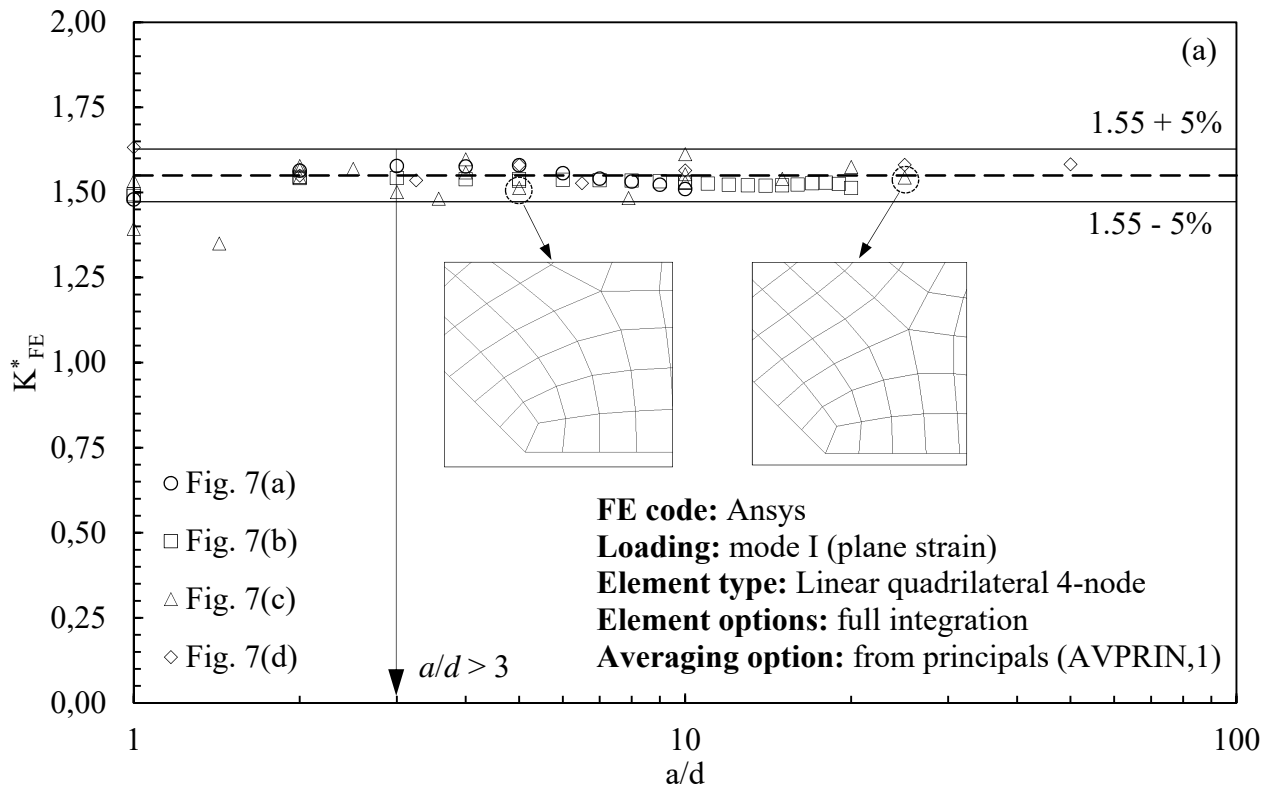 2,00
1,75
1,50
1,25
1,00
0,75
0,50
0,25
0,00
K*FE
(a)
1.55 + 5%
1.55 - 5%
Fig. 7(a)
Fig. 7(b)
Fig. 7(c)
Fig. 7(d)
a/d > 3
FE code: Ansys
Loading: mode I (plane strain)
Element type: Linear quadrilateral 4-node
Element options: full integration
Averaging option: from principals (AVPRIN,1)
1
10
100
a/d